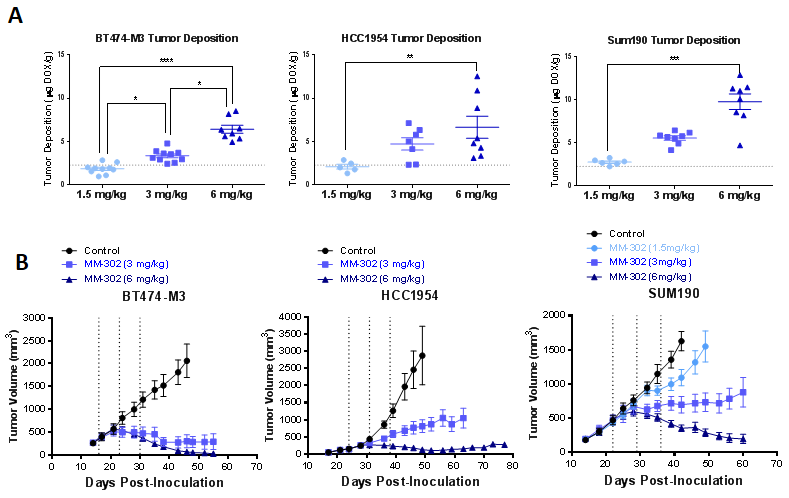 A
BT474-M3 Tumor Deposition
Tumor Deposition (µg DOX/g)
15
10
5
0
****
*
*
1.5 mg/kg 3 mg/kg 6 mg/kg
HCC1954 Tumor Deposition
Tumor Deposition (µg DOX/g)
15
10
5
0
**
1.5 mg/kg 3 mg/kg 6 mg/kg
Sum190 Tumor Deposition
Tumor Deposition (µg DOX/g)
15
10
5
0
***
1.5 mg/kg 3 mg/kg 6 mg/kg
B
Control
MM-302 (3 mg/kg)
MM-302 (6 mg/kg)
BT474-M3
Tumor Volume (mm³)
3000
2500
2000
1500
1000
500
0
0 10 20 30 40 50 60 70
Days Post-Inoculation
Control
MM-302 (3 mg/kg)
MM-302 (6 mg/kg)
HCC1954
Tumor Volume (mm³)
4000
3500
3000
2500
2000
1500
1000
500
0
10 20 30 40 50 60 70 80
Days Post-Inoculation
Control
MM-302 (1.5mg/kg)
MM-302 (3mg/kg)
MM-302 (6mg/kg)
SUM190
Tumor Volume (mm³)
2000
1500
1000
500
0
10 20 30 40 50 60 70
Days Post-Inoculation